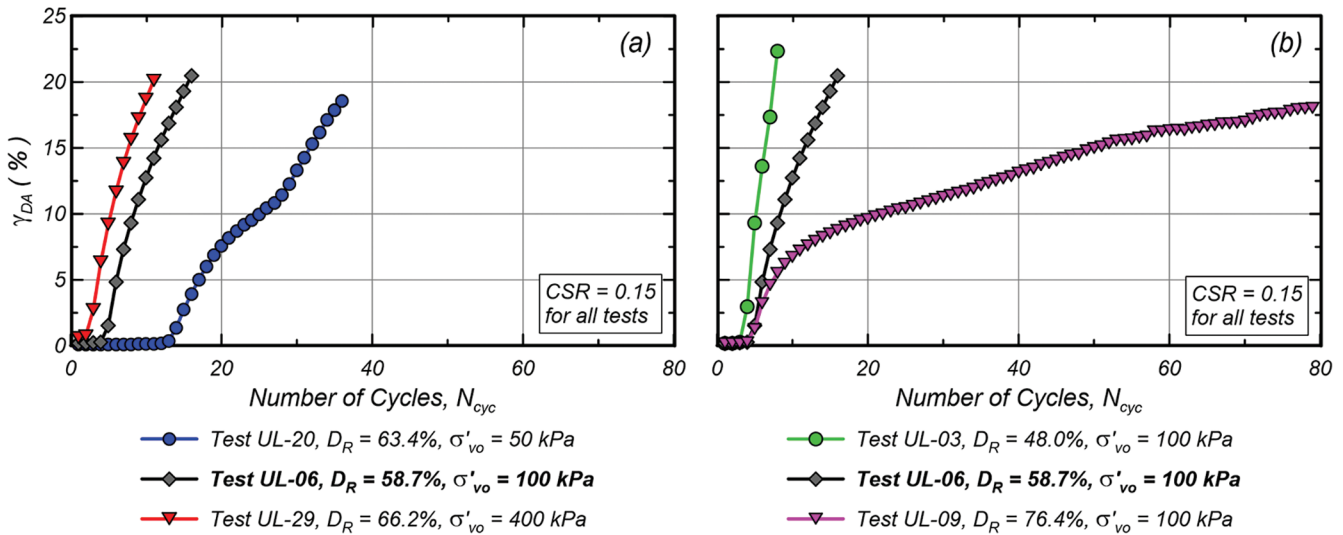 (a)
γDA ( % )
25
20
15
10
5
0
0 20 40 60 80
CSR = 0.15
for all tests
Number of Cycles, Ncyc
Test UL-20, DR = 63.4%, σ'vo = 50 kPa
Test UL-06, DR = 58.7%, σ'vo = 100 kPa
Test UL-29, DR = 66.2%, σ'vo = 400 kPa
(b)
0 20 40 60 80
CSR = 0.15
for all tests
Number of Cycles, Ncyc
Test UL-03, DR = 48.0%, σ'vo = 100 kPa
Test UL-06, DR = 58.7%, σ'vo = 100 kPa
Test UL-09, DR = 76.4%, σ'vo = 100 kPa